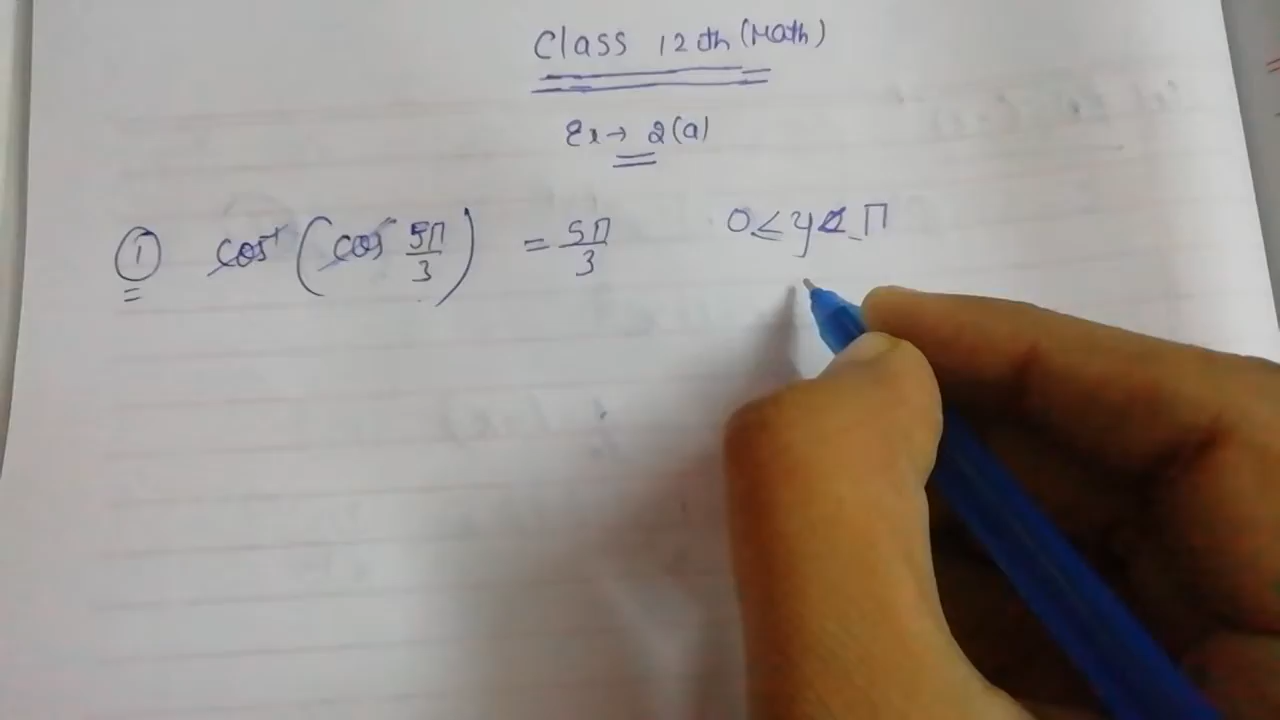 Class 12th (Math)
Ex → 2(a)
① cos⁻¹ (cos 5π/3) = 5π/3 0 ≤ y ≤ π